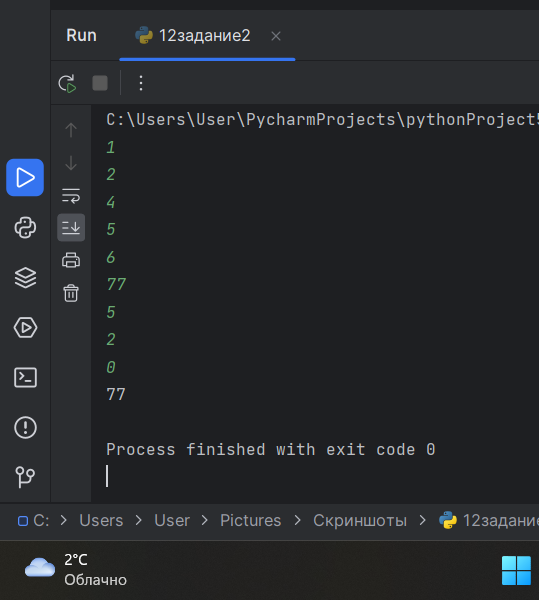 Run 12задание2
C:\Users\User\PycharmProjects\pythonProject5
1
2
4
5
6
77
5
2
0
77
Process finished with exit code 0
C: > Users > User > Pictures > Скриншоты > 12задание
2°C
Облачно